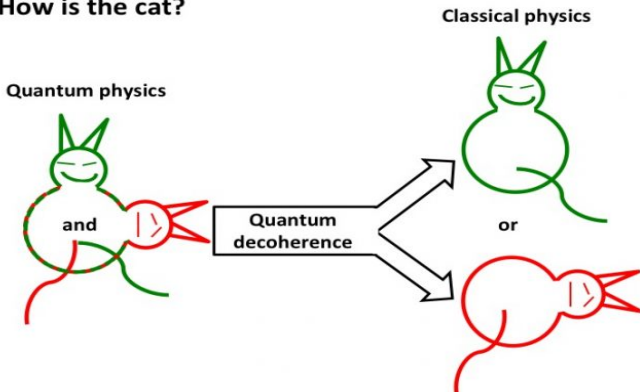 How is the cat?
Classical physics
Quantum physics
and
Quantum
decoherence
or